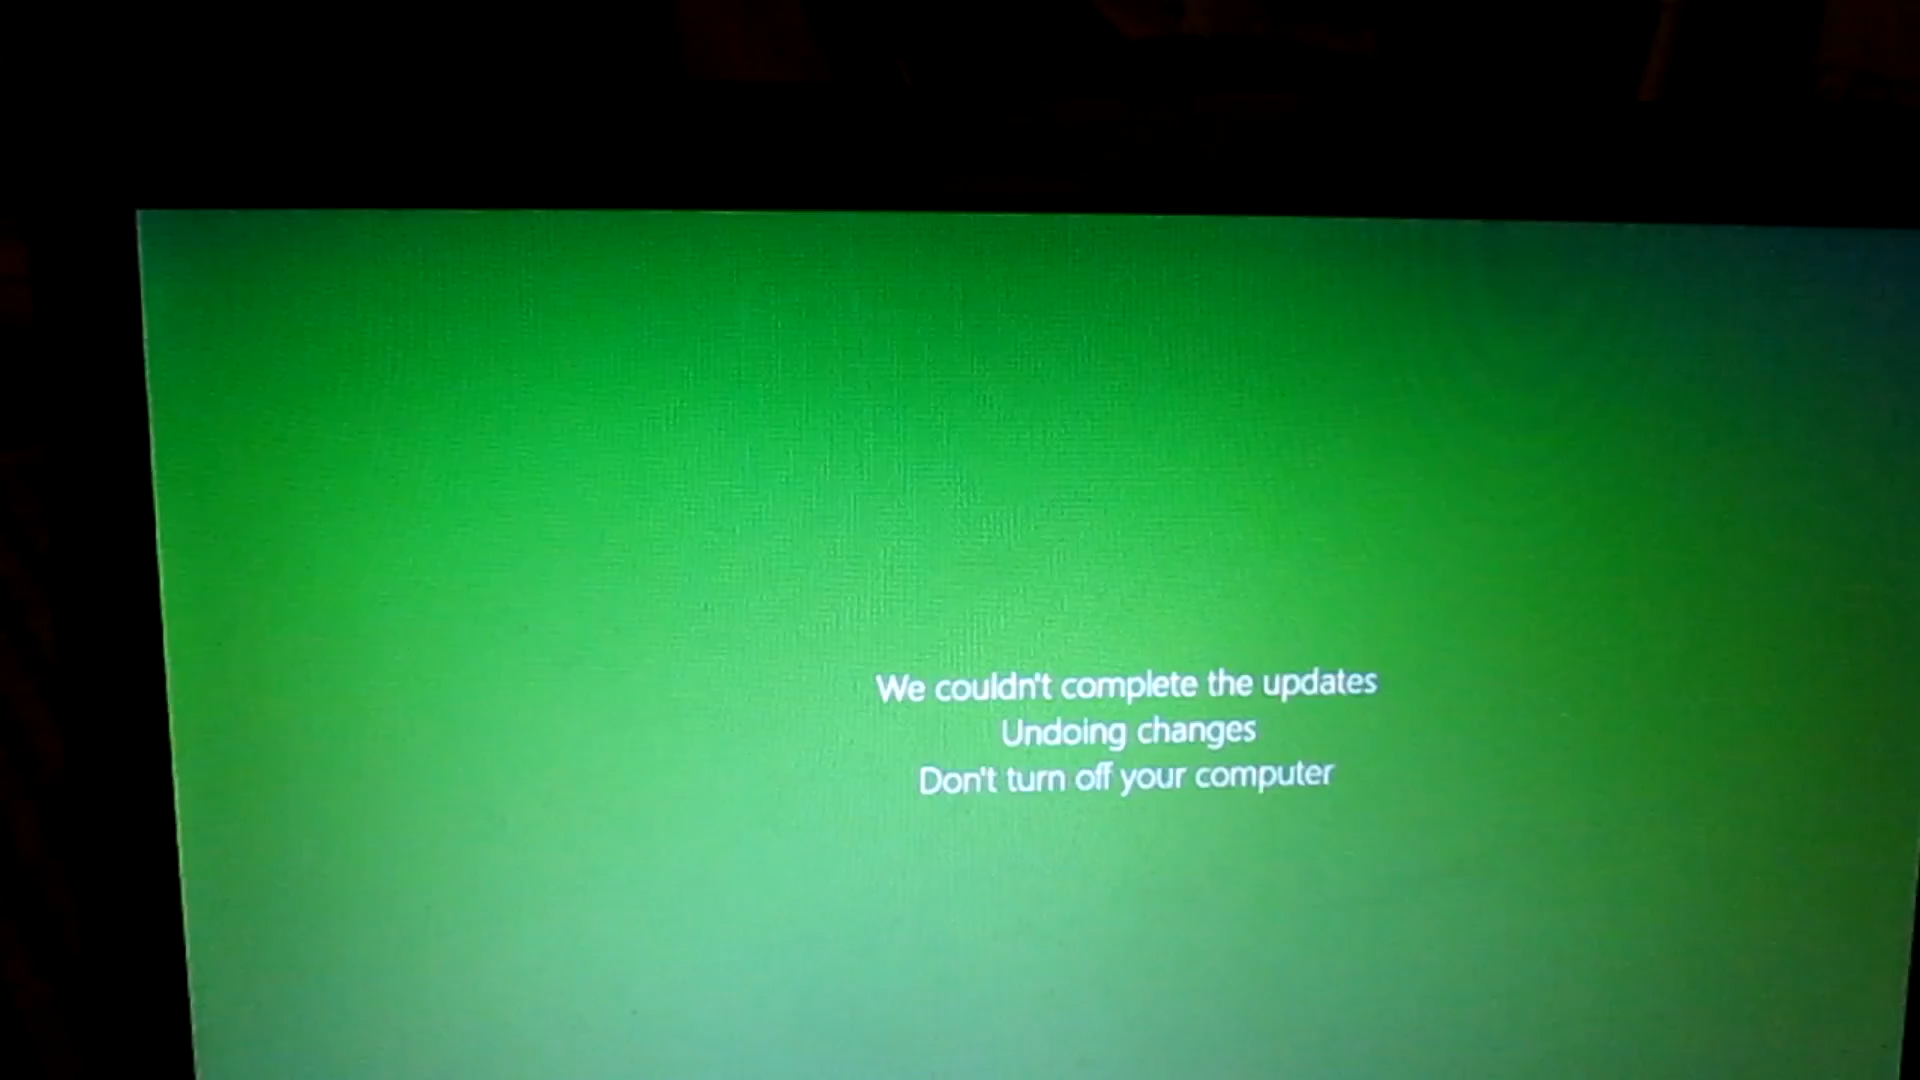 We couldn't complete the updates
Undoing changes
Don't turn off your computer